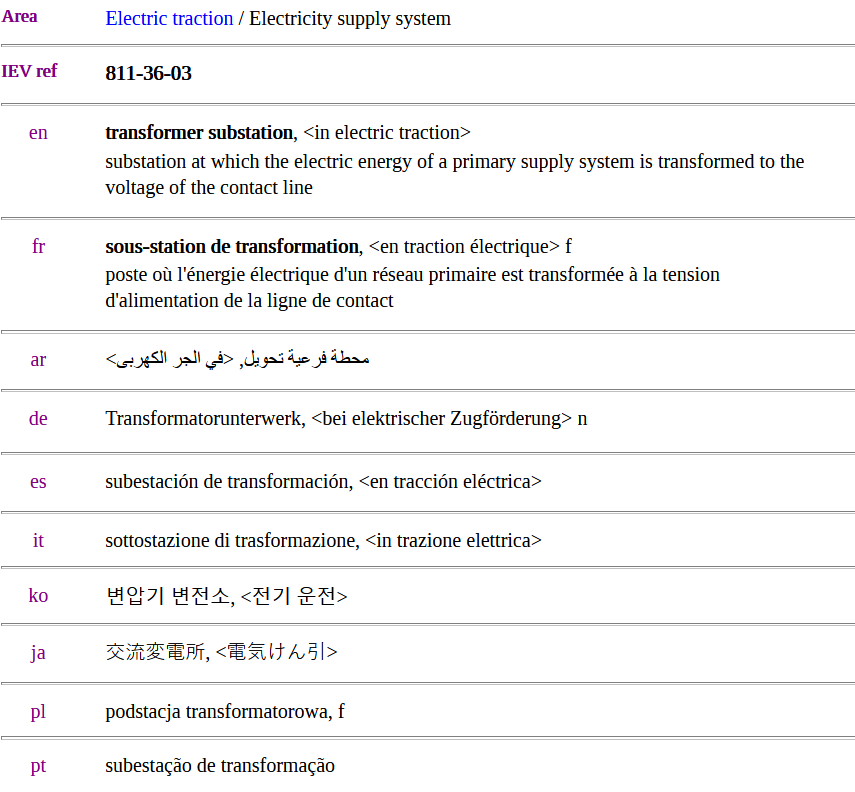 Area Electric traction / Electricity supply system
IEV ref 811-36-03
en transformer substation, <in electric traction>
substation at which the electric energy of a primary supply system is transformed to the
voltage of the contact line
fr sous-station de transformation, <en traction électrique> f
poste où l'énergie électrique d'un réseau primaire est transformée à la tension
d'alimentation de la ligne de contact
ar محطة فرعية تحويل, <في الجر الكهربى>
de Transformatorunterwerk, <bei elektrischer Zugförderung> n
es subestación de transformación, <en tracción eléctrica>
it sottostazione di trasformazione, <in trazione elettrica>
ko 변압기 변전소, <전기 운전>
ja 交流変電所, <電気けん引>
pl podstacja transformatorowa, f
pt subestação de transformação